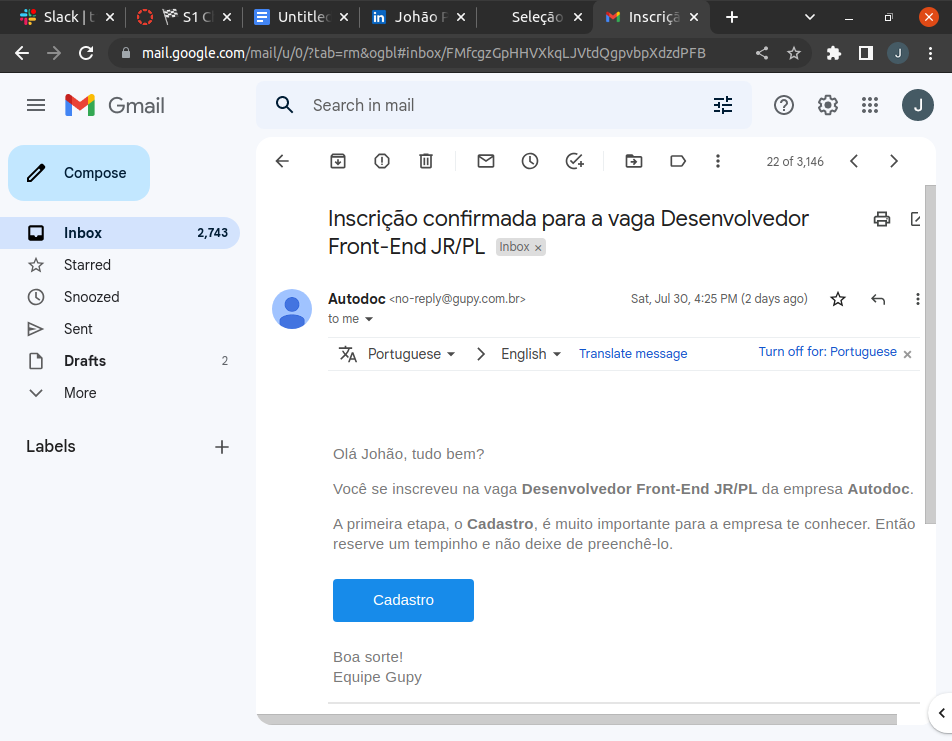 Slack | t
S1 C
Untitled
Johão P
Seleção
Inscriçã
mail.google.com/mail/u/0/?tab=rm&ogbl#inbox/FMfcgzGpHHVXkqLJVtdQgpvbpXdzdPFB
J
Gmail
Search in mail
J
Compose
22 of 3,146
Inbox 2,743
Starred
Snoozed
Sent
Drafts 2
More
Labels
Inscrição confirmada para a vaga Desenvolvedor
Front-End JR/PL Inbox
Autodoc <no-reply@gupy.com.br> Sat, Jul 30, 4:25 PM (2 days ago)
to me
Portuguese English Translate message Turn off for: Portuguese
Olá Johão, tudo bem?
Você se inscreveu na vaga Desenvolvedor Front-End JR/PL da empresa Autodoc.
A primeira etapa, o Cadastro, é muito importante para a empresa te conhecer. Então
reserve um tempinho e não deixe de preenchê-lo.
Cadastro
Boa sorte!
Equipe Gupy